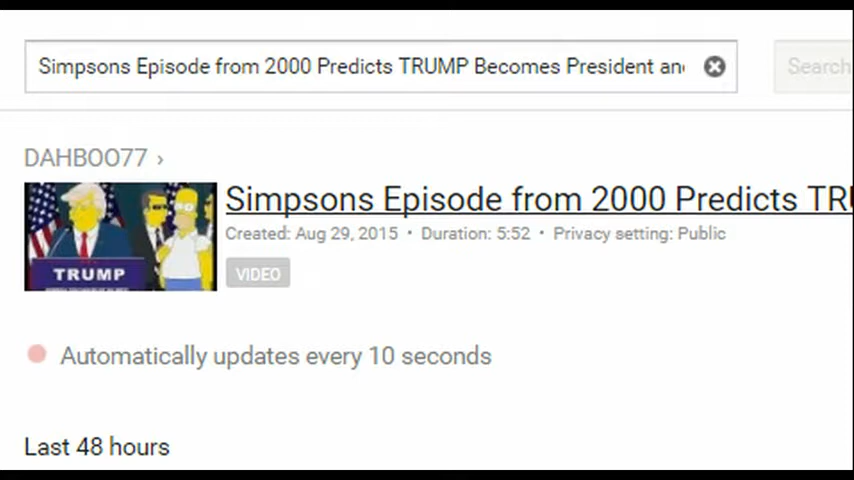 Simpsons Episode from 2000 Predicts TRUMP Becomes President an
Search
DAHBOO77 ›
Simpsons Episode from 2000 Predicts TRU
Created: Aug 29, 2015 • Duration: 5:52 • Privacy setting: Public
TRUMP
VIDEO
Automatically updates every 10 seconds
Last 48 hours